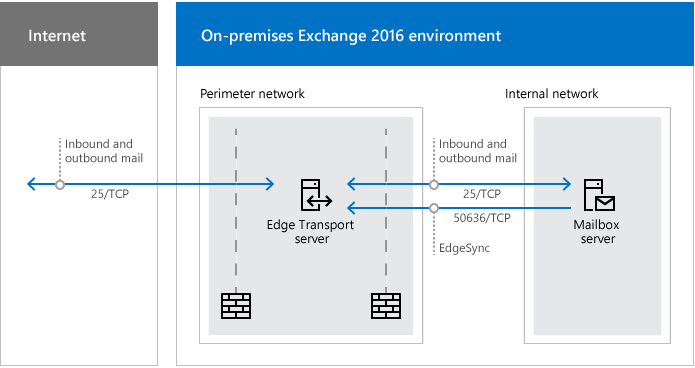 Internet
On-premises Exchange 2016 environment
Perimeter network
Internal network
Inbound and
outbound mail
25/TCP
Inbound and
outbound mail
25/TCP
50636/TCP
EdgeSync
Edge Transport
server
Mailbox
server